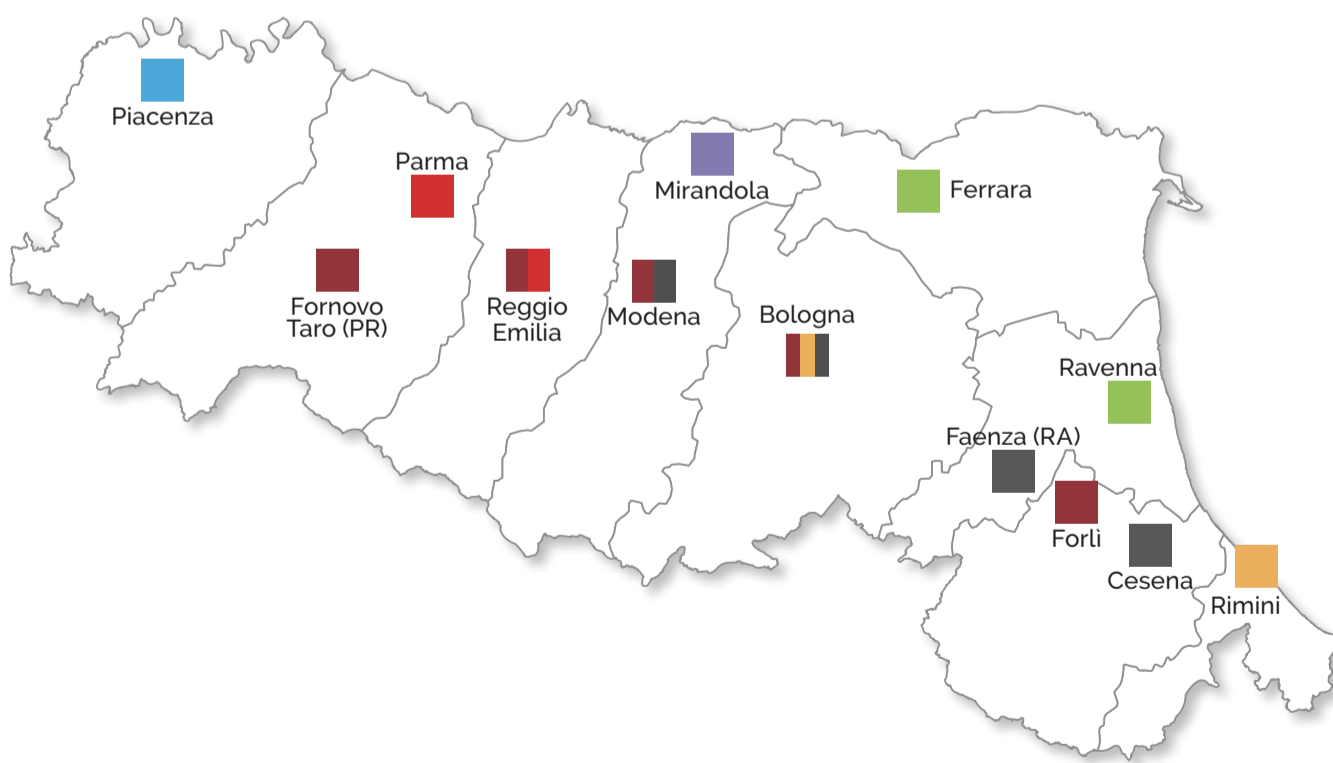 Piacenza
Parma
Mirandola
Ferrara
Fornovo
Taro (PR)
Reggio
Emilia
Modena
Bologna
Ravenna
Faenza (RA)
Forlì
Cesena
Rimini